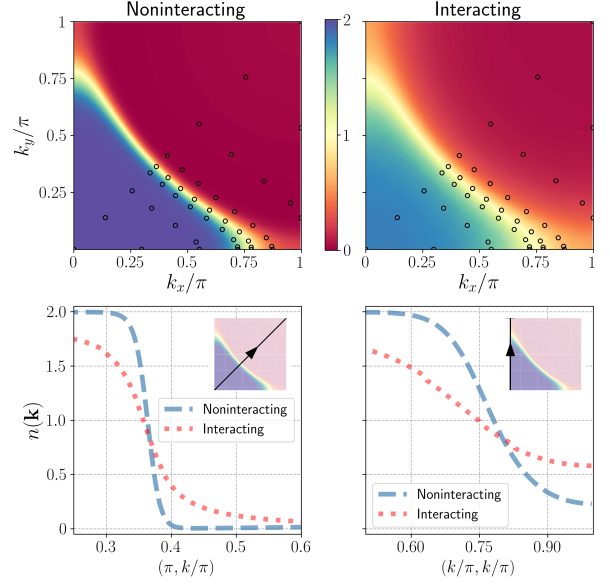 Noninteracting
Interacting
1
0.75
0.5
0.25
k_y/π
0
0.25
0.5
0.75
1
k_x/π
2
1
0
0
0.25
0.5
0.75
1
k_x/π
2.0
1.5
1.0
0.5
0
n(k)
Noninteracting
Interacting
0.3
0.4
0.5
0.6
(π, k/π)
Noninteracting
Interacting
0.60
0.75
0.90
(k/π, k/π)